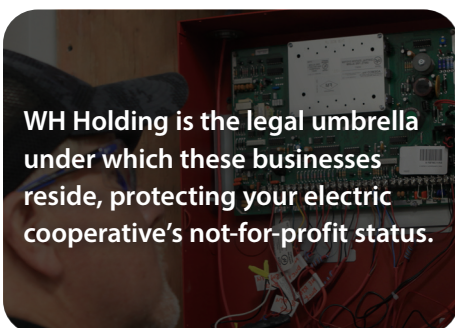 WH Holding is the legal umbrella
under which these businesses
reside, protecting your electric
cooperative’s not-for-profit status.